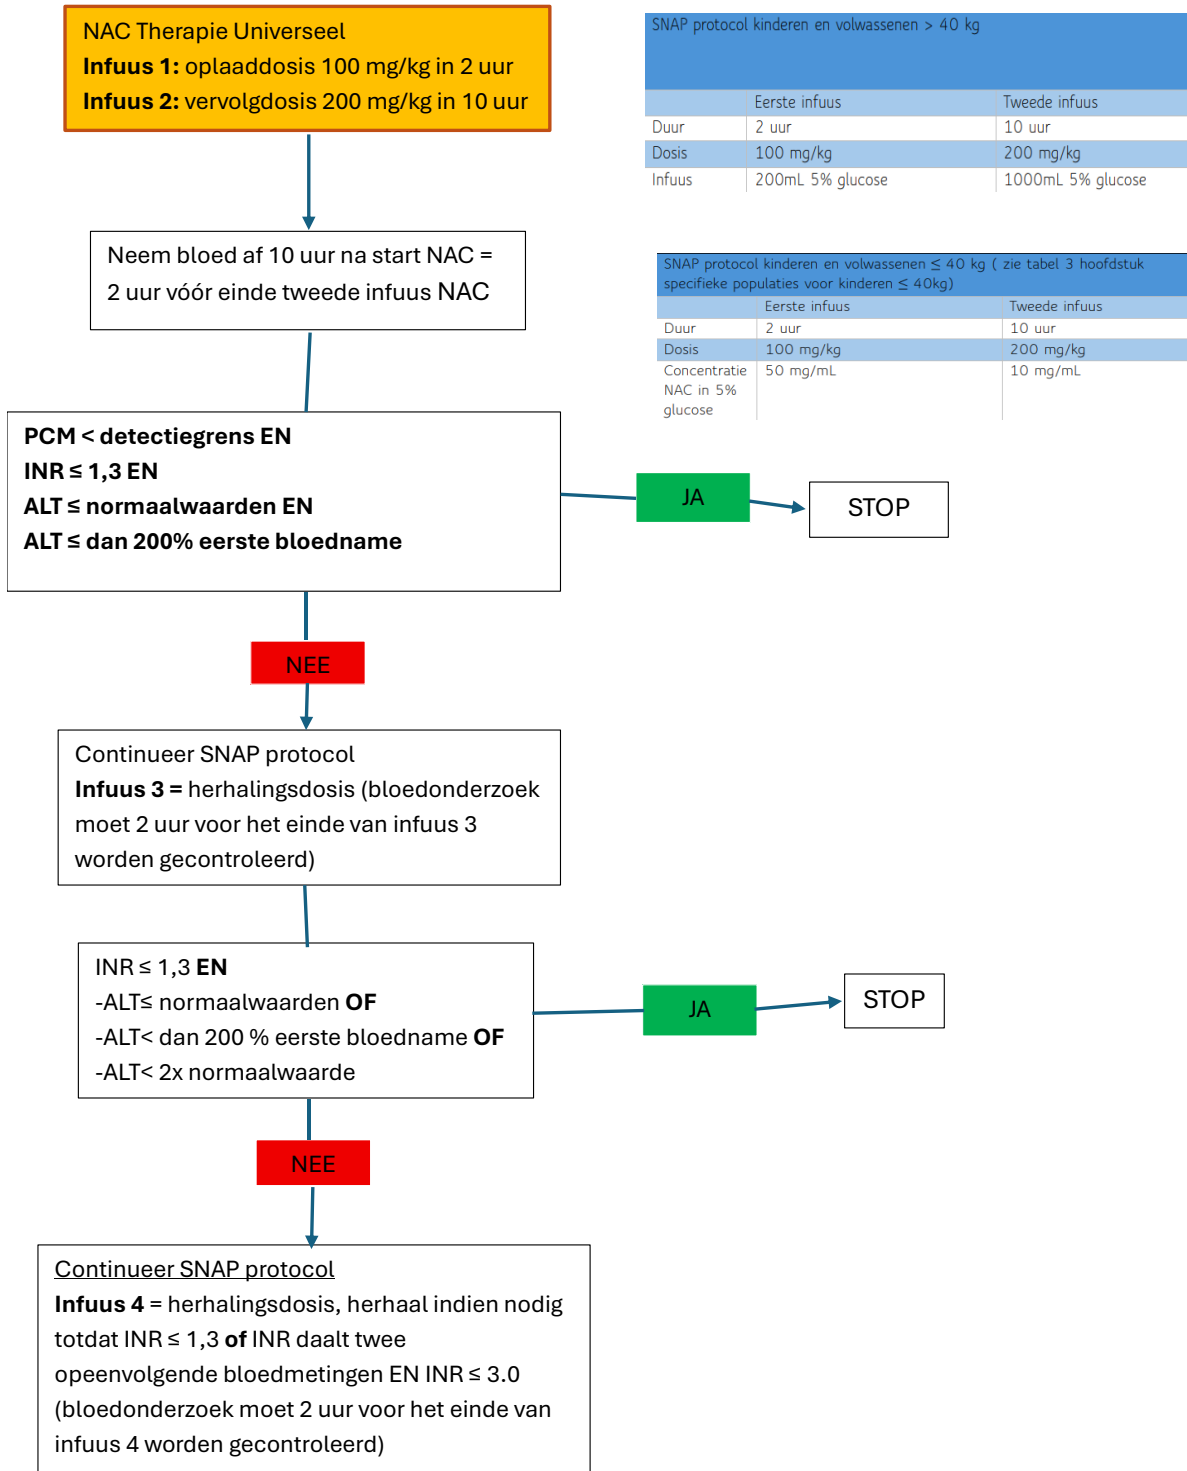 NAC Therapie Universeel
Infuus 1: oplaaddosis 100 mg/kg in 2 uur
Infuus 2: vervolgdosis 200 mg/kg in 10 uur
SNAP protocol kinderen en volwassenen > 40 kg
Eerste infuus Tweede infuus
Duur 2 uur 10 uur
Dosis 100 mg/kg 200 mg/kg
Infuus 200mL 5% glucose 1000mL 5% glucose
Neem bloed af 10 uur na start NAC =
2 uur vóór einde tweede infuus NAC
SNAP protocol kinderen en volwassenen ≤ 40 kg ( zie tabel 3 hoofdstuk
specifieke populaties voor kinderen ≤ 40kg)
Eerste infuus Tweede infuus
Duur 2 uur 10 uur
Dosis 100 mg/kg 200 mg/kg
Concentratie 50 mg/mL 10 mg/mL
NAC in 5%
glucose
PCM < detectiegrens EN
INR ≤ 1,3 EN
ALT ≤ normaalwaarden EN
ALT ≤ dan 200% eerste bloedname
JA
STOP
NEE
Continueer SNAP protocol
Infuus 3 = herhalingsdosis (bloedonderzoek
moet 2 uur voor het einde van infuus 3
worden gecontroleerd)
INR ≤ 1,3 EN
-ALT≤ normaalwaarden OF
-ALT< dan 200 % eerste bloedname OF
-ALT< 2x normaalwaarde
JA
STOP
NEE
Continueer SNAP protocol
Infuus 4 = herhalingsdosis, herhaal indien nodig
totdat INR ≤ 1,3 of INR daalt twee
opeenvolgende bloedmetingen EN INR ≤ 3.0
(bloedonderzoek moet 2 uur voor het einde van
infuus 4 worden gecontroleerd)